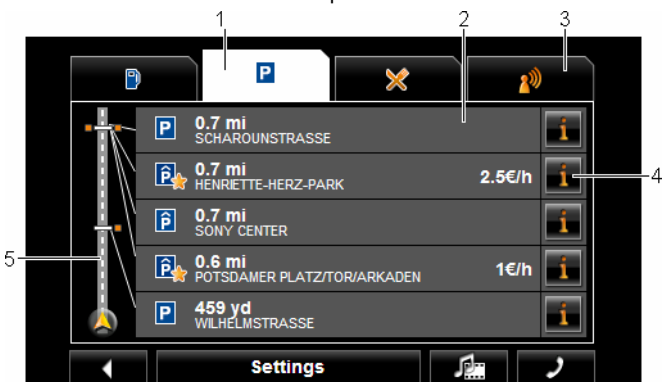 1 2 3
P
P 0.7 mi i
SCHAROUNSTRASSE
P 0.7 mi 2.5€/h i 4
HENRIETTE-HERZ-PARK
P 0.7 mi i
SONY CENTER
5
P 0.6 mi 1€/h i
POTSDAMER PLATZ/TOR/ARKADEN
P 459 yd i
WILHELMSTRASSE
Settings